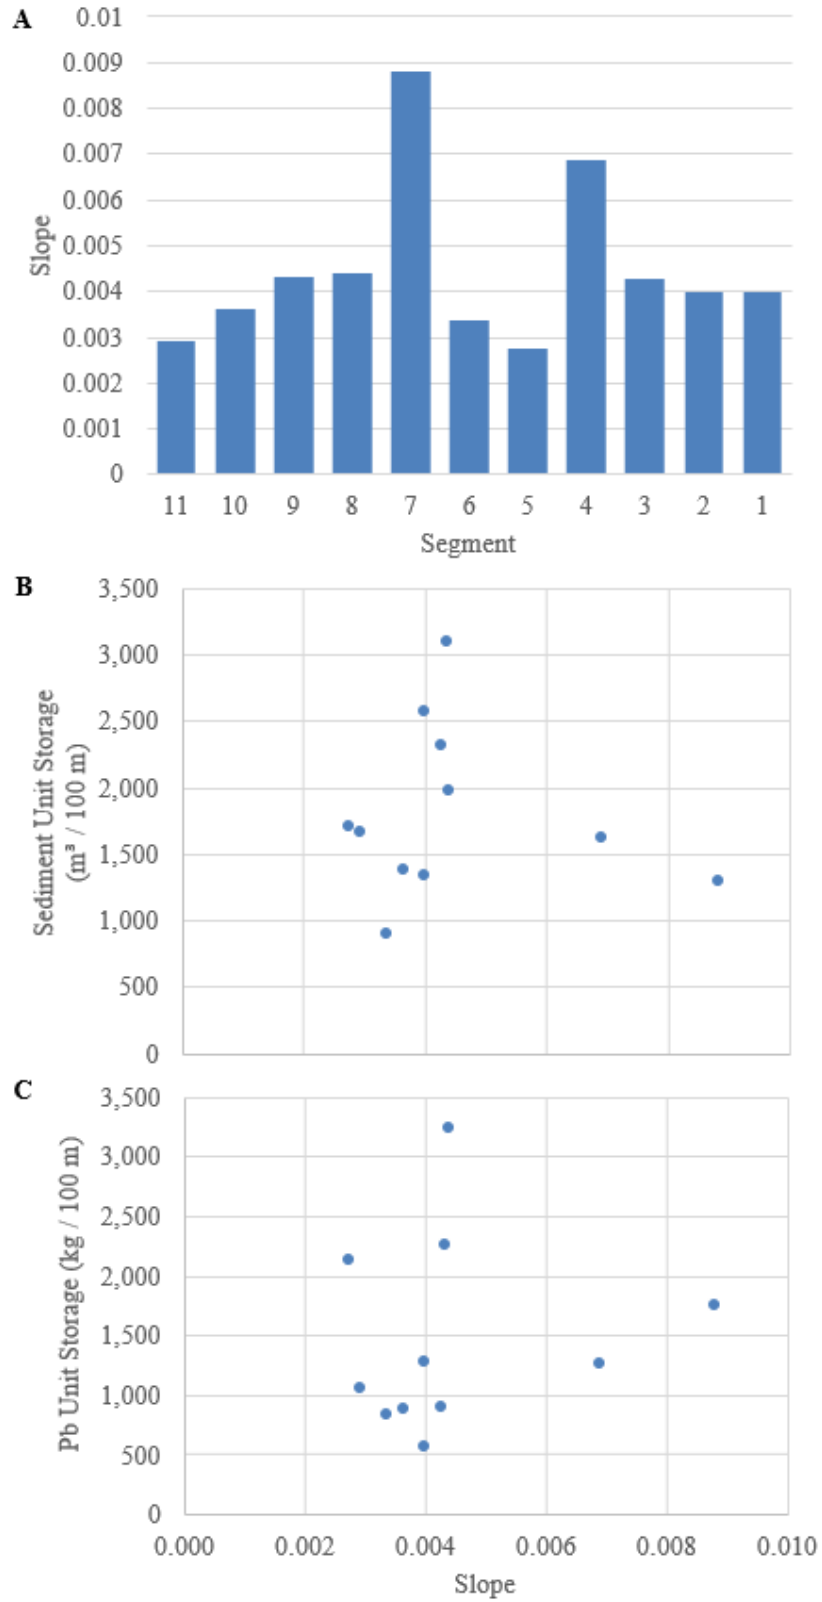 A
0.01
0.009
0.008
0.007
0.006
0.005
0.004
0.003
0.002
0.001
0
Slope
11 10 9 8 7 6 5 4 3 2 1
Segment
B
3,500
3,000
2,500
2,000
1,500
1,000
500
0
Sediment Unit Storage
(m³ / 100 m)
C
3,500
3,000
2,500
2,000
1,500
1,000
500
0
Pb Unit Storage (kg / 100 m)
0.000 0.002 0.004 0.006 0.008 0.010
Slope